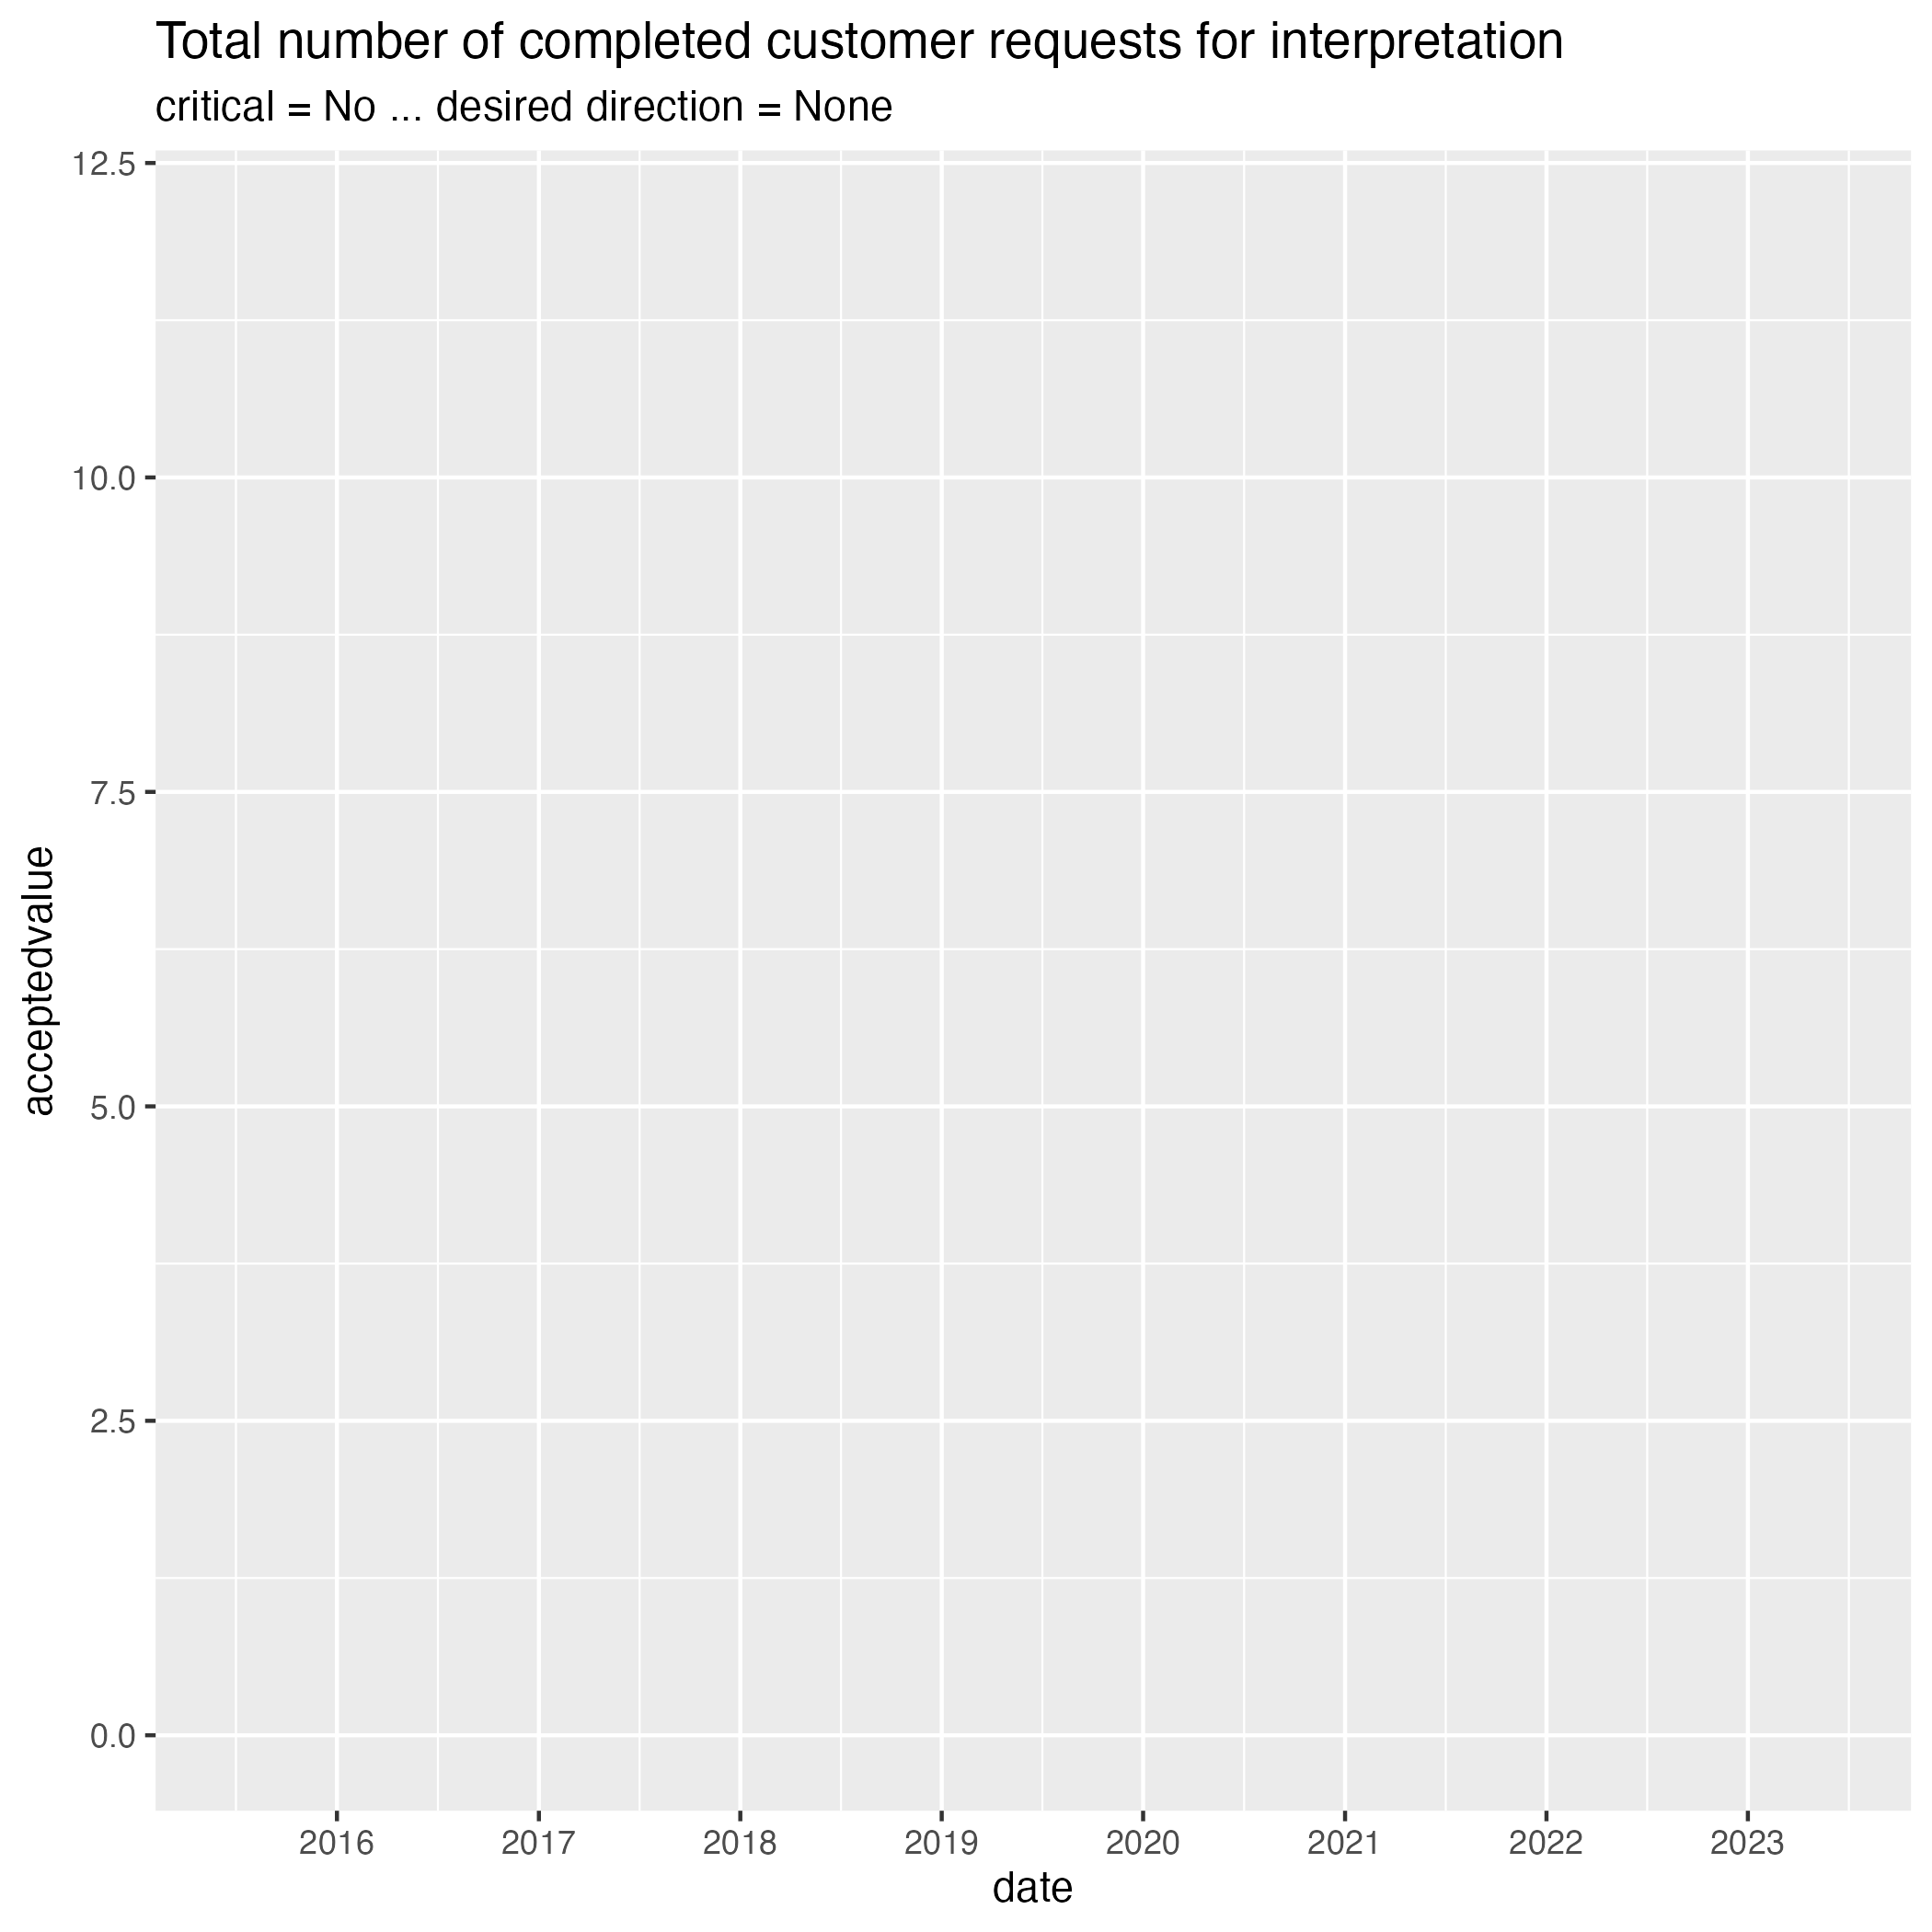 Total number of completed customer requests for interpretation
critical = No ... desired direction = None
12.5
10.0
7.5
5.0
2.5
0.0
acceptedvalue
2016 2017 2018 2019 2020 2021 2022 2023
date